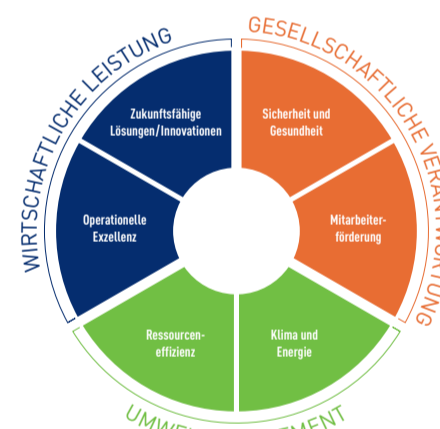 WIRTSCHAFTLICHE LEISTUNG
GESELLSCHAFTLICHE VERANTWORTUNG
Zukunftsfähige
Lösungen/Innovationen
Sicherheit und
Gesundheit
Operationelle
Exzellenz
Mitarbeiter-
förderung
Ressourcen-
effizienz
Klima und
Energie